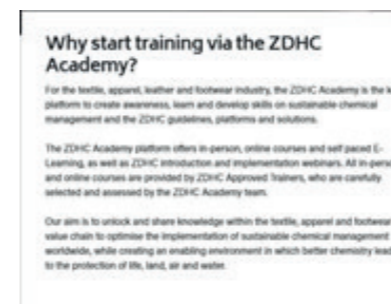 Why start training via the ZDHC
Academy?
For the textile, apparel, leather and footwear industry, the ZDHC Academy is the
platform to create awareness, learn and develop skills on sustainable chemical
management and the ZDHC guidelines, platforms and solutions.
The ZDHC Academy platform offers in-person, online courses and self paced E-
Learning, as well as ZDHC introduction and implementation webinars. All in-pers
and online courses are provided by ZDHC Approved Trainers, who are carefully
selected and assessed by the ZDHC Academy team.
Our aim is to unlock and share knowledge within the textile, apparel and footwear
value chain to optimise the implementation of sustainable chemical management
worldwide, while creating an enabling environment in which better chemistry lead
to the protection of life, land, air and water.